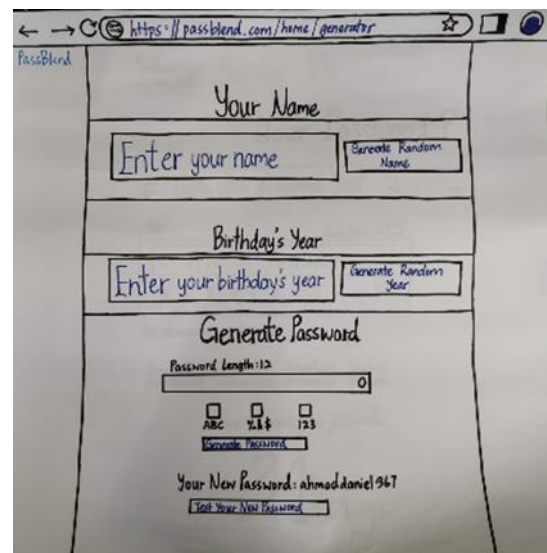 https://passblend.com/home/generator
PassBlend
Your Name
Enter your name
Generate Random
Name
Birthday's Year
Enter your birthday's year
Generate Random
Year
Generate Password
Password Length:12
ABC
%&$
123
Generate Password
Your New Password: ahmaddaniel967
Test Your New Password